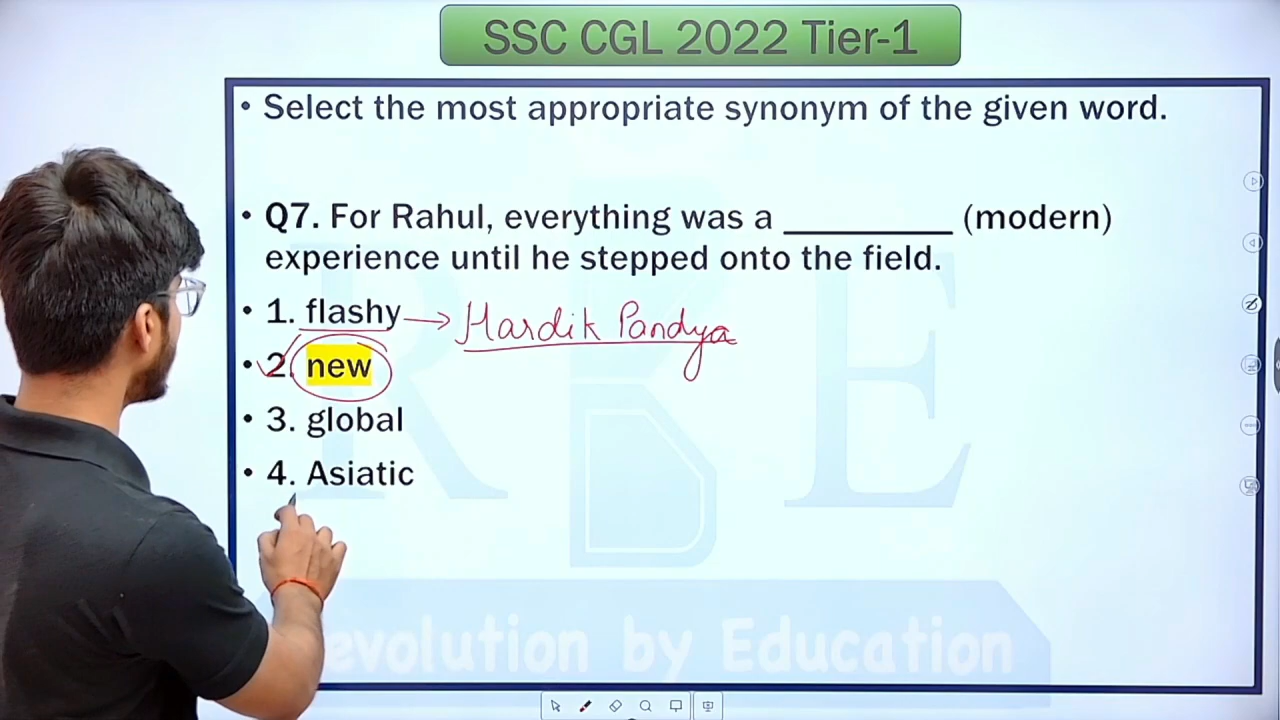 SSC CGL 2022 Tier-1
• Select the most appropriate synonym of the given word.
• Q7. For Rahul, everything was a __________ (modern)
experience until he stepped onto the field.
• 1. flashy → Hardik Pandya
• 2. new
• 3. global
• 4. Asiatic
RBE
evolution by Education